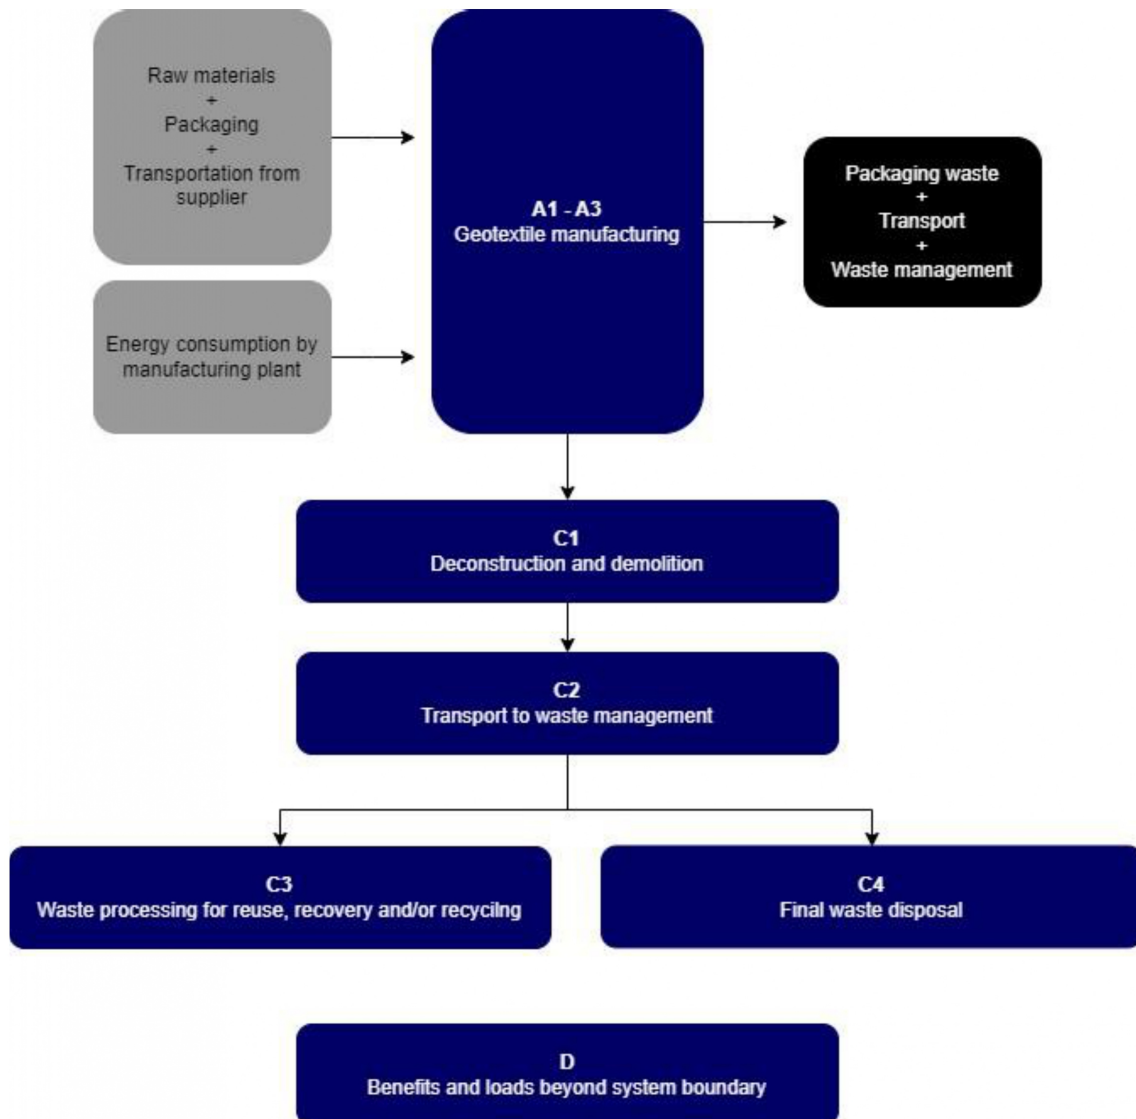 Raw materials
+
Packaging
+
Transportation from
supplier
Energy consumption by
manufacturing plant
A1 - A3
Geotextile manufacturing
Packaging waste
+
Transport
+
Waste management
C1
Deconstruction and demolition
C2
Transport to waste management
C3
Waste processing for reuse, recovery and/or recycilng
C4
Final waste disposal
D
Benefits and loads beyond system boundary